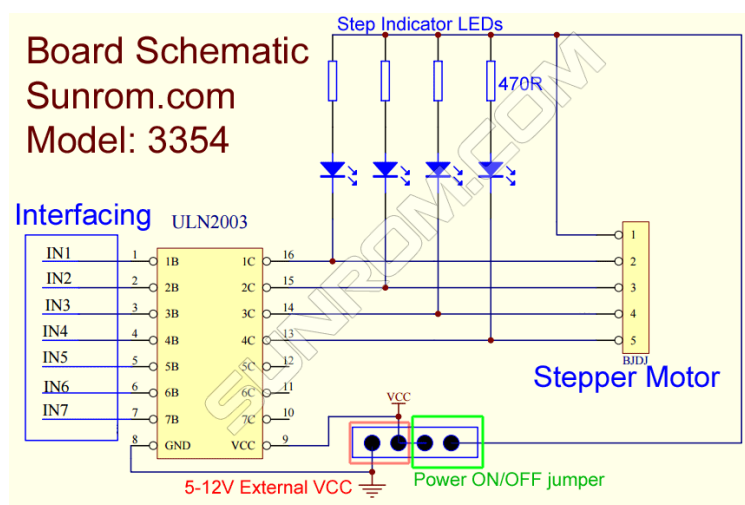 Step Indicator LEDs
Board Schematic
Sunrom.com
Model: 3354
470R
SUNROM.COM
Interfacing
ULN2003
IN1 1 1B 1C 16 2
IN2 2 2B 2C 15 3
IN3 3 3B 3C 14 4
IN4 4 4B 4C 13 5
IN5 5 5B 5C 12
IN6 6 6B 6C 11
IN7 7 7B 7C 10
8 GND VCC 9
1
BJDJ
Stepper Motor
VCC
5-12V External VCC
Power ON/OFF jumper